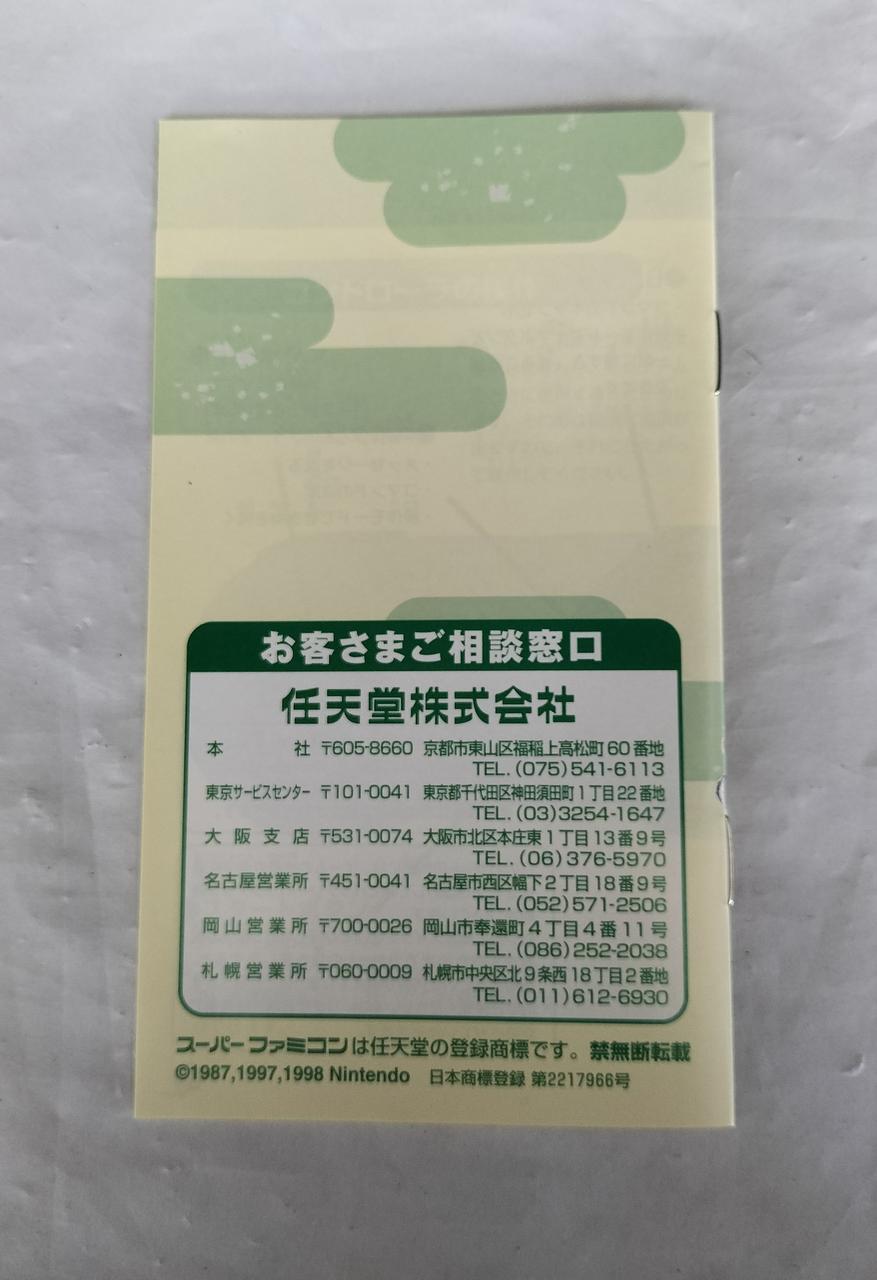 お客さまご相談窓口
任天堂株式会社
本社 〒605-8660 京都市東山区福稲上高松町60番地
TEL.(075)541-6113
東京サービスセンター 〒101-0041 東京都千代田区神田須田町1丁目22番地
TEL.(03)3254-1647
大阪支店 〒531-0074 大阪市北区本庄東1丁目13番9号
TEL.(06)376-5970
名古屋営業所 〒451-0041 名古屋市西区幅下2丁目18番9号
TEL.(052)571-2506
岡山営業所 〒700-0026 岡山市奉還町4丁目4番11号
TEL.(086)252-2038
札幌営業所 〒060-0009 札幌市中央区北9条西18丁目2番地
TEL.(011)612-6930
スーパーファミコンは任天堂の登録商標です。禁無断転載
©1987,1997,1998 Nintendo 日本商標登録 第2217966号